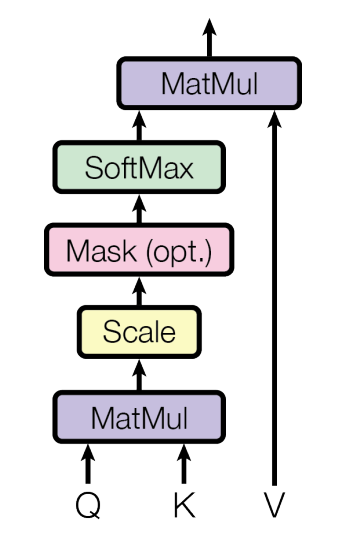 MatMul
SoftMax
Mask (opt.)
Scale
MatMul
Q K V